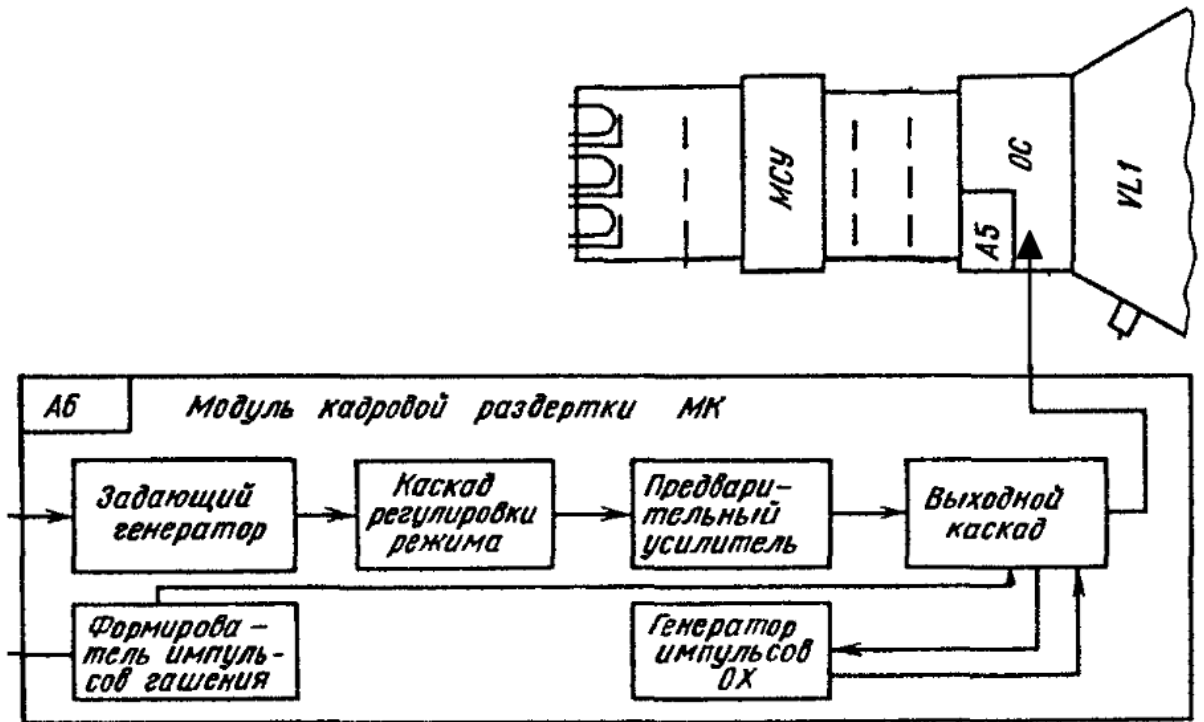 МСУ
ОС
А5
VL1
А6
Модуль кадровой раздертки МК
Задающий
генератор
Каскад
регулировки
режима
Предвари-
тельный
усилитель
Выходной
каскад
Формирова-
тель импуль-
сов гашения
Генератор
импульсов
ОХ